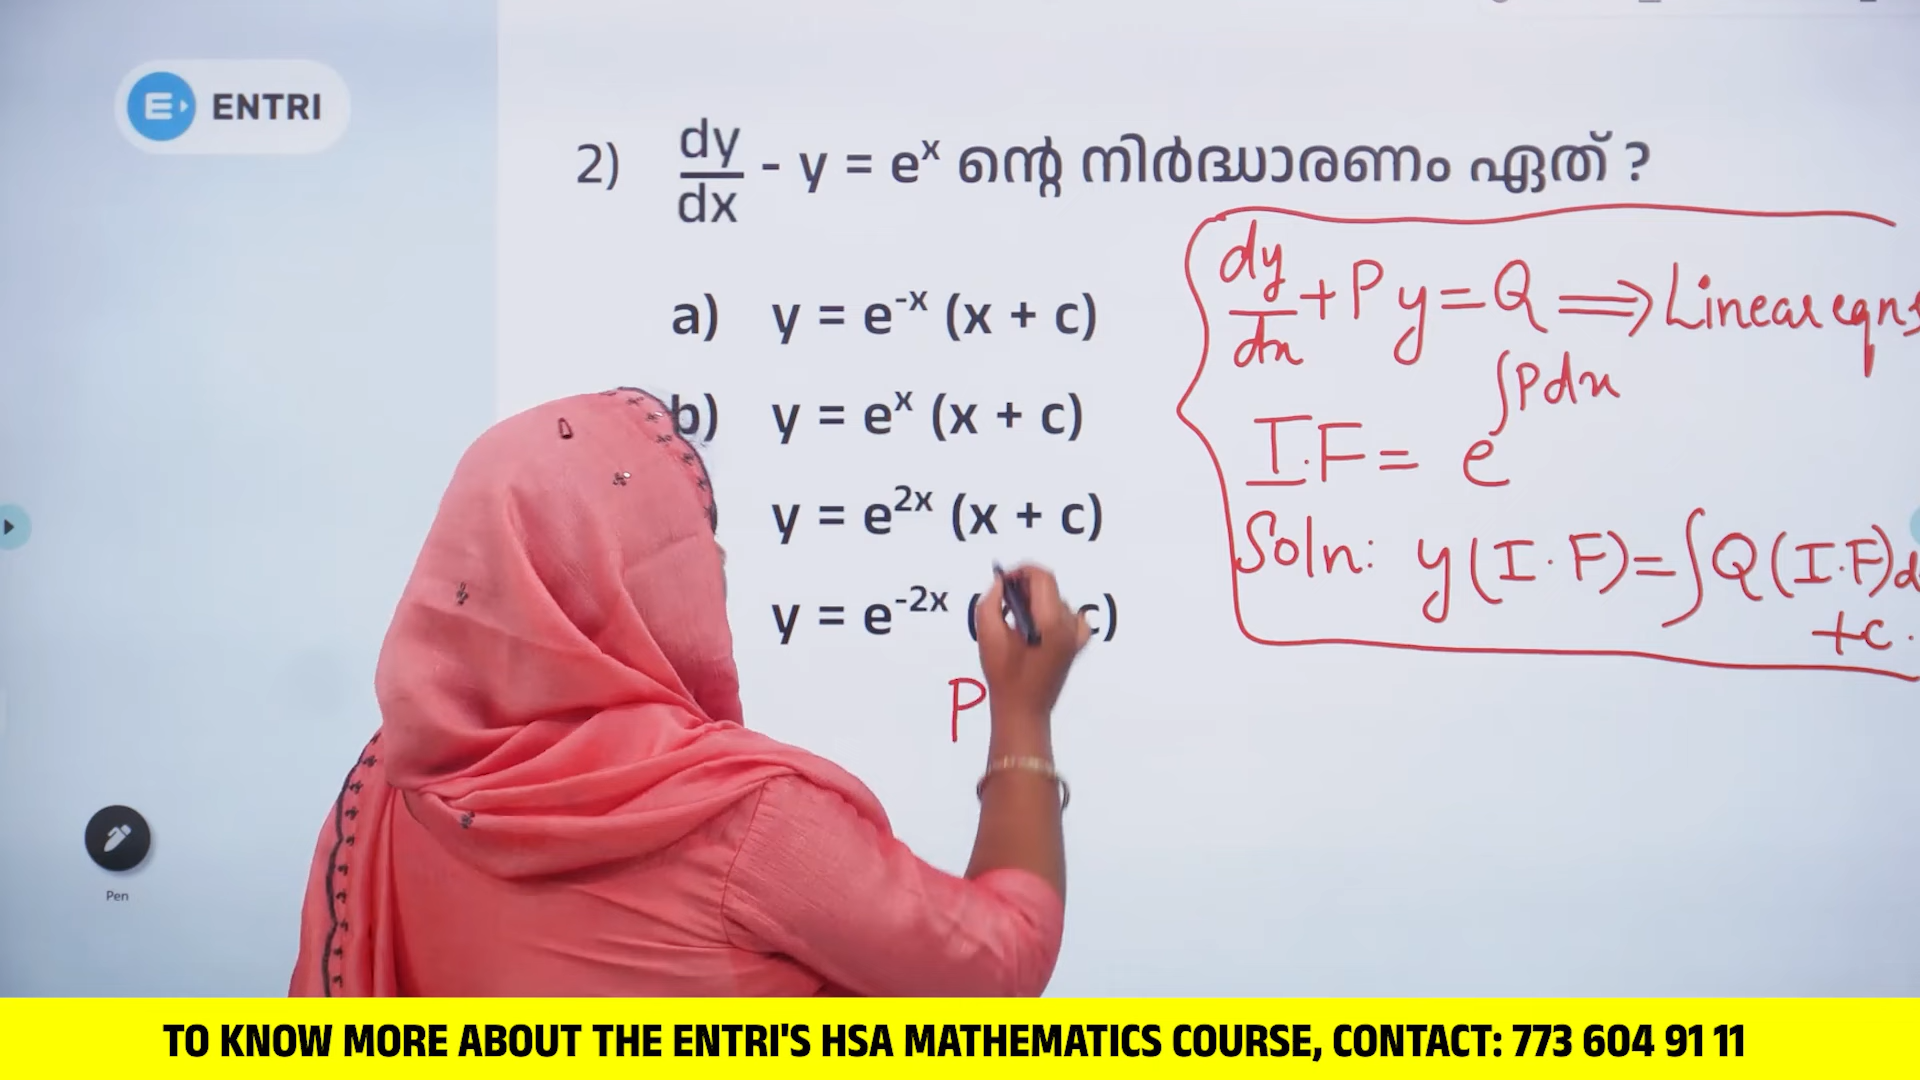 ENTRI
2) dy/dx - y = eˣ ന്റെ നിർദ്ധാരണം ഏത് ?
a) y = e⁻ˣ (x + c)
b) y = eˣ (x + c)
y = e²ˣ (x + c)
y = e⁻²ˣ ( c)
dy/dx + Py = Q ⟹ Linear eqns
I.F = e^∫Pdx
Soln: y(I.F) = ∫Q(I.F)d
+c.
P
Pen
TO KNOW MORE ABOUT THE ENTRI'S HSA MATHEMATICS COURSE, CONTACT: 773 604 91 11